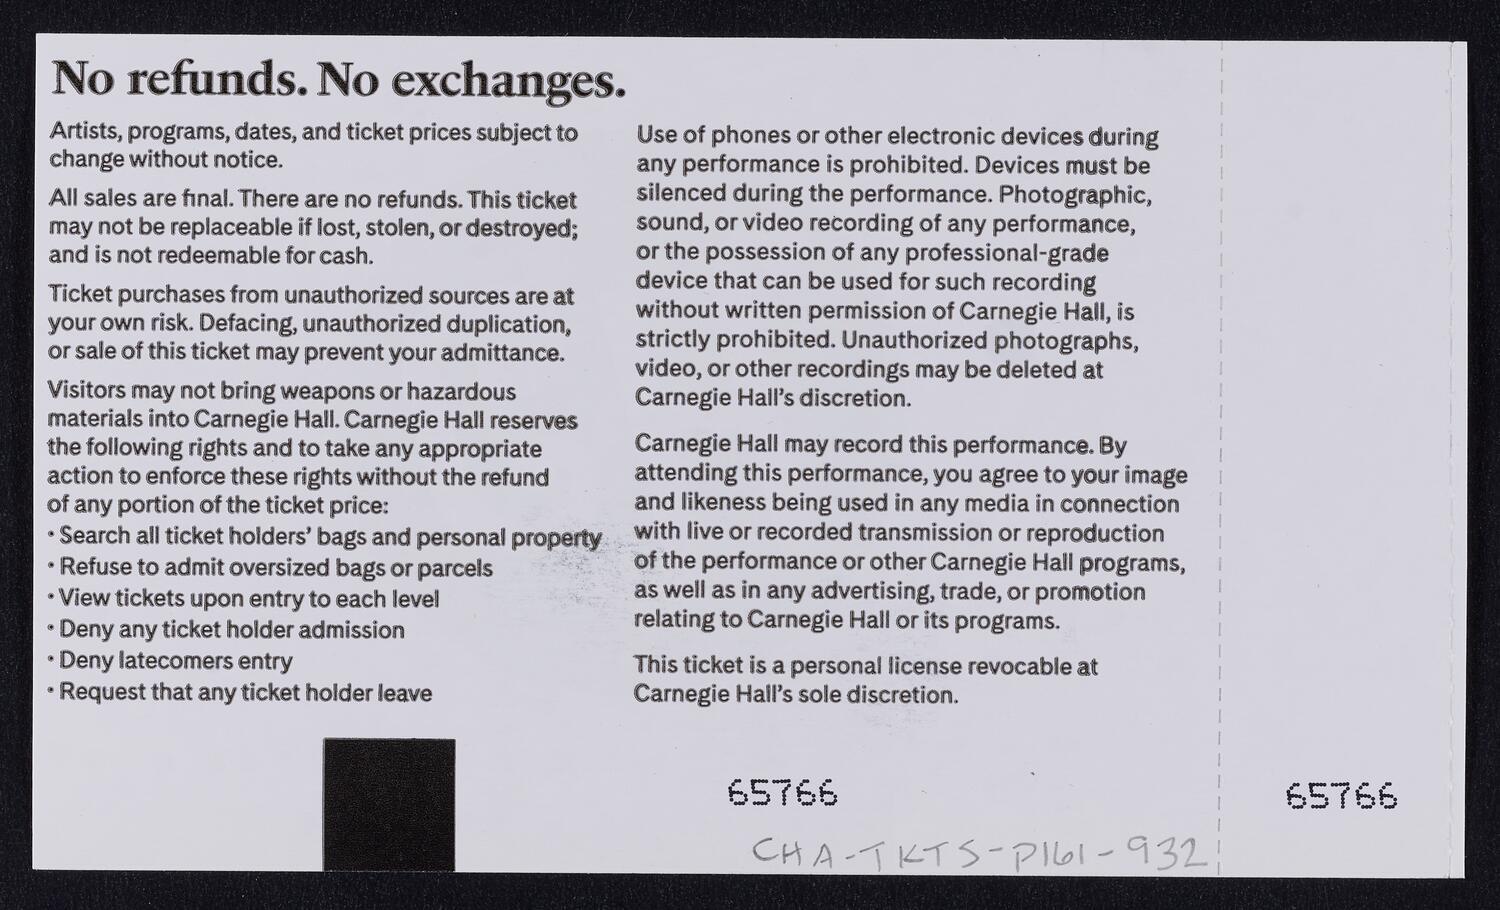 No refunds. No exchanges.
Artists, programs, dates, and ticket prices subject to
change without notice.
All sales are final. There are no refunds. This ticket
may not be replaceable if lost, stolen, or destroyed;
and is not redeemable for cash.
Ticket purchases from unauthorized sources are at
your own risk. Defacing, unauthorized duplication,
or sale of this ticket may prevent your admittance.
Visitors may not bring weapons or hazardous
materials into Carnegie Hall. Carnegie Hall reserves
the following rights and to take any appropriate
action to enforce these rights without the refund
of any portion of the ticket price:
• Search all ticket holders' bags and personal property
• Refuse to admit oversized bags or parcels
• View tickets upon entry to each level
• Deny any ticket holder admission
• Deny latecomers entry
• Request that any ticket holder leave
Use of phones or other electronic devices during
any performance is prohibited. Devices must be
silenced during the performance. Photographic,
sound, or video recording of any performance,
or the possession of any professional-grade
device that can be used for such recording
without written permission of Carnegie Hall, is
strictly prohibited. Unauthorized photographs,
video, or other recordings may be deleted at
Carnegie Hall's discretion.
Carnegie Hall may record this performance. By
attending this performance, you agree to your image
and likeness being used in any media in connection
with live or recorded transmission or reproduction
of the performance or other Carnegie Hall programs,
as well as in any advertising, trade, or promotion
relating to Carnegie Hall or its programs.
This ticket is a personal license revocable at
Carnegie Hall's sole discretion.
65766
65766
CHA-TKTS-P161-932